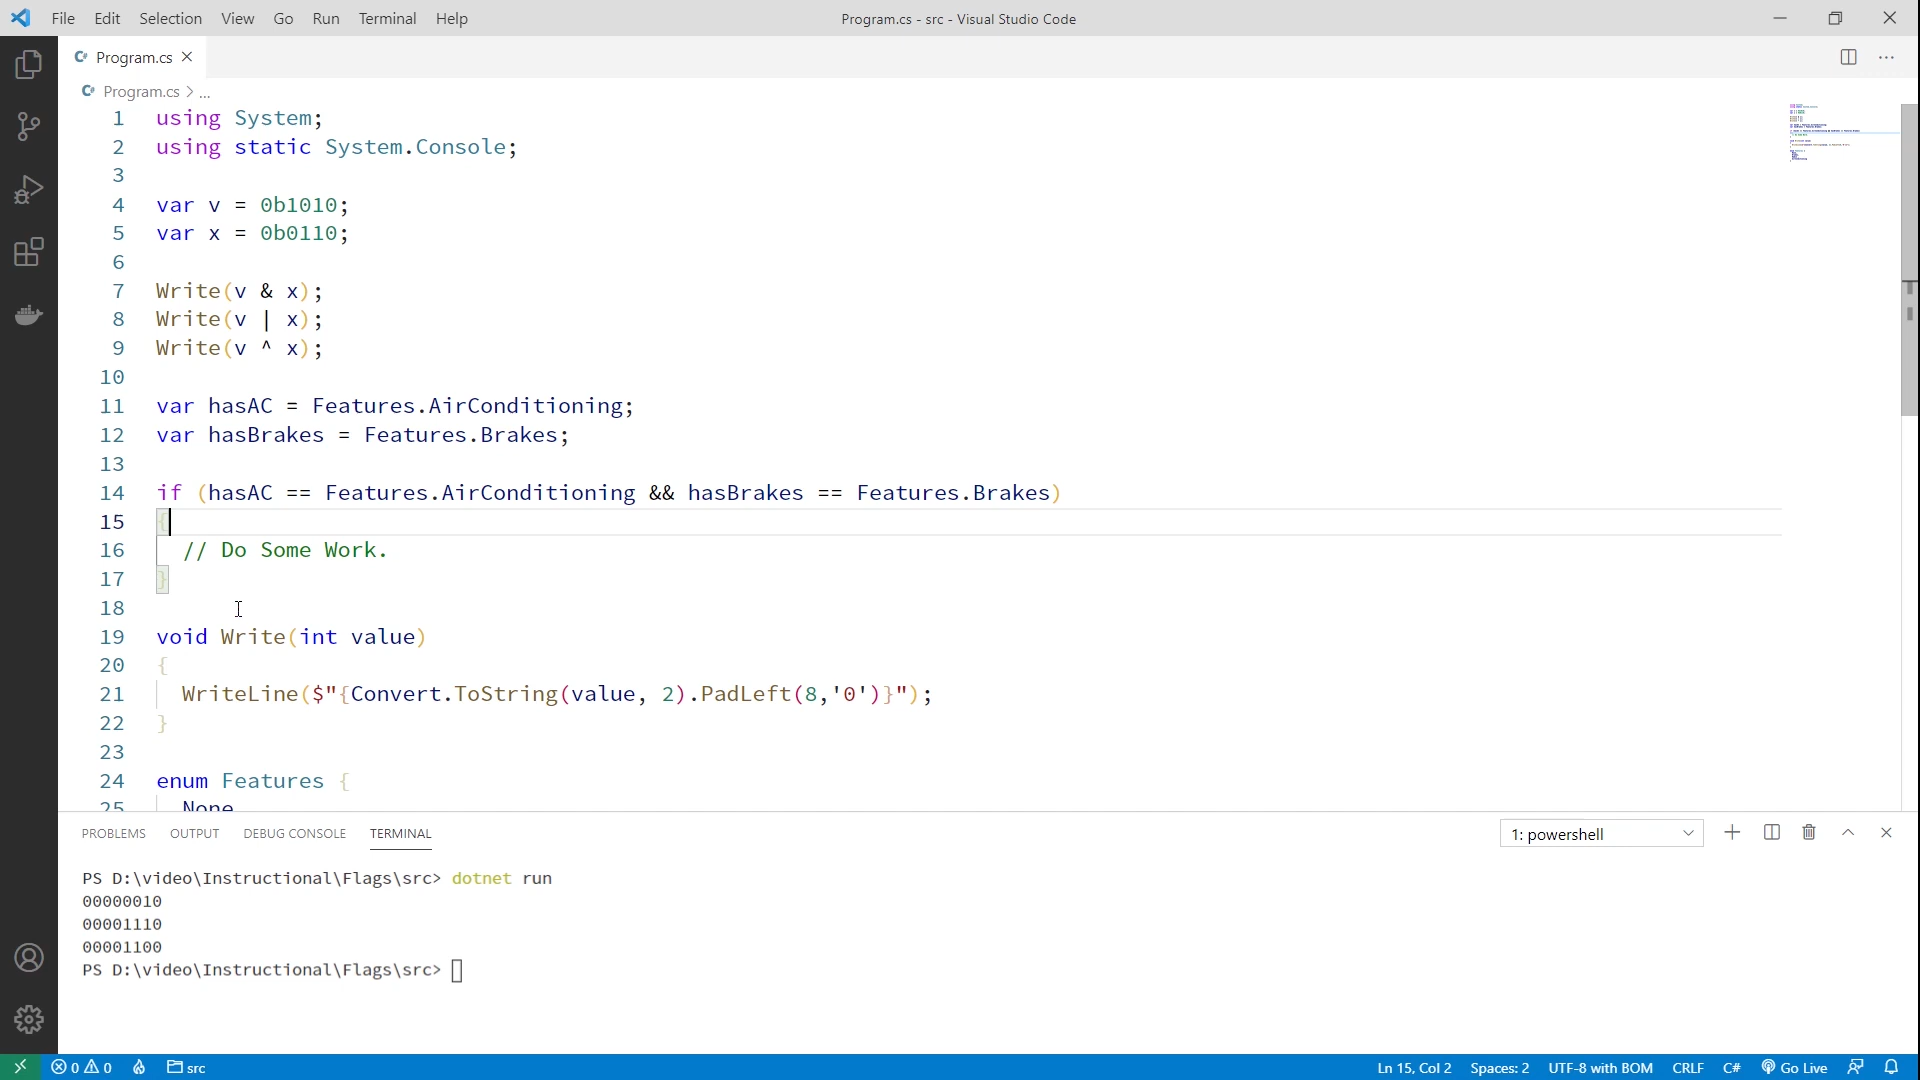 File Edit Selection View Go Run Terminal Help
Program.cs - src - Visual Studio Code
Program.cs
Program.cs > ...
1 using System;
2 using static System.Console;
3
4 var v = 0b1010;
5 var x = 0b0110;
6
7 Write(v & x);
8 Write(v | x);
9 Write(v ^ x);
10
11 var hasAC = Features.AirConditioning;
12 var hasBrakes = Features.Brakes;
13
14 if (hasAC == Features.AirConditioning && hasBrakes == Features.Brakes)
15 {
16 // Do Some Work.
17 }
18
19 void Write(int value)
20 {
21 WriteLine($"{Convert.ToString(value, 2).PadLeft(8,'0')}");
22 }
23
24 enum Features {
25 None
PROBLEMS OUTPUT DEBUG CONSOLE TERMINAL
1: powershell
PS D:\video\Instructional\Flags\src> dotnet run
00000010
00001110
00001100
PS D:\video\Instructional\Flags\src>
0 0 src
Ln 15, Col 2 Spaces: 2 UTF-8 with BOM CRLF C# Go Live